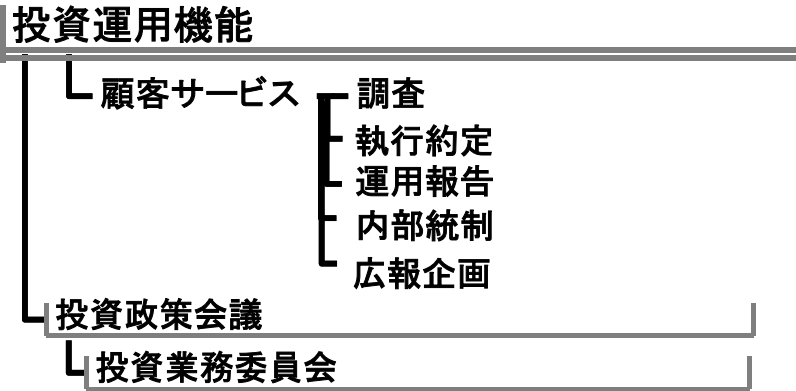 投資運用機能
顧客サービス 調査
執行約定
運用報告
内部統制
広報企画
投資政策会議
投資業務委員会